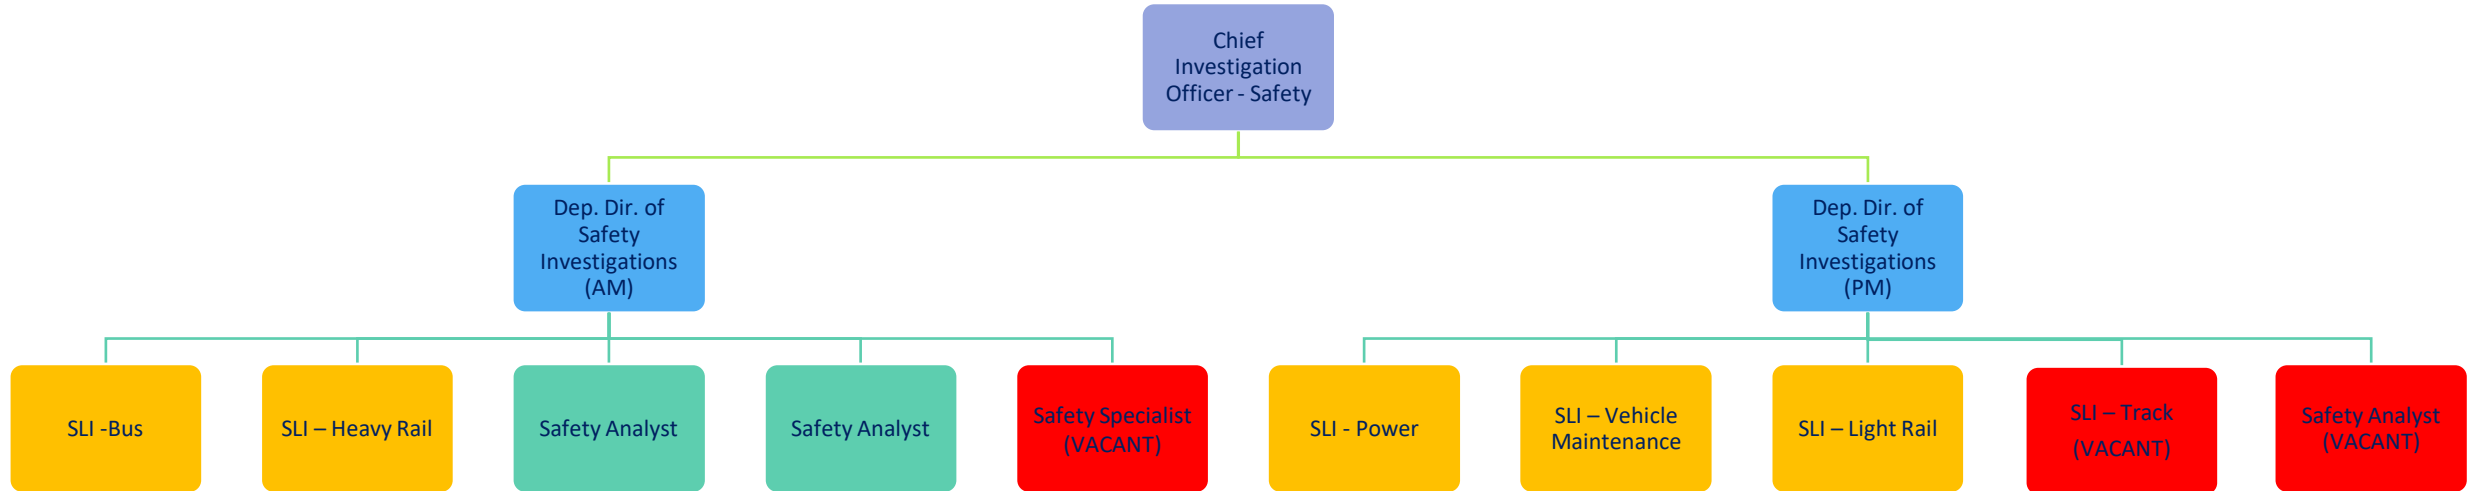 Chief
Investigation
Officer - Safety
Dep. Dir. of
Safety
Investigations
(AM)
Dep. Dir. of
Safety
Investigations
(PM)
SLI -Bus
SLI – Heavy Rail
Safety Analyst
Safety Analyst
Safety Specialist
(VACANT)
SLI - Power
SLI – Vehicle
Maintenance
SLI – Light Rail
SLI – Track
(VACANT)
Safety Analyst
(VACANT)